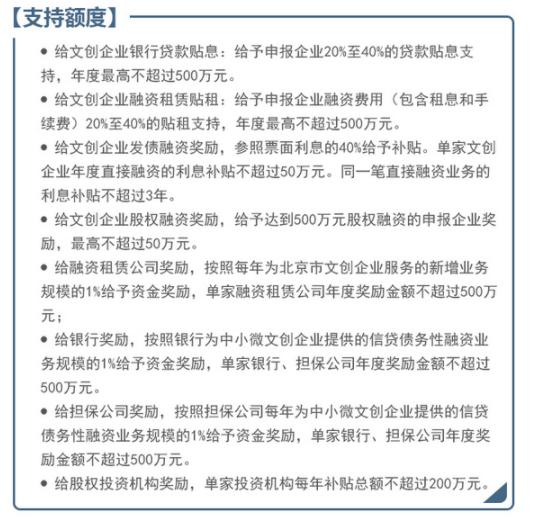 【支持额度】
● 给文创企业银行贷款贴息：给予申报企业20%至40%的贷款贴息支
持，年度最高不超过500万元。
● 给文创企业融资租赁贴租：给予申报企业融资费用（包含租息和手
续费）20%至40%的贴租支持，年度最高不超过500万元。
● 给文创企业发债融资奖励，参照票面利息的40%给予补贴。单家文创
企业年度直接融资的利息补贴不超过50万元。同一笔直接融资业务的
利息补贴不超过3年。
● 给文创企业股权融资奖励，给予达到500万元股权融资的申报企业奖
励，最高不超过50万元。
● 给融资租赁公司奖励，按照每年为北京市文创企业服务的新增业务
规模的1%给予资金奖励，单家融资租赁公司年度奖励金额不超过500万
元；
● 给银行奖励，按照银行为中小微文创企业提供的信贷债务性融资业
务规模的1%给予资金奖励，单家银行、担保公司年度奖励金额不超过
500万元。
● 给担保公司奖励，按照担保公司每年为中小微文创企业提供的信贷
债务性融资业务规模的1%给予资金奖励，单家银行、担保公司年度奖
励金额不超过500万元。
● 给股权投资机构奖励，单家投资机构每年补贴总额不超过200万元。